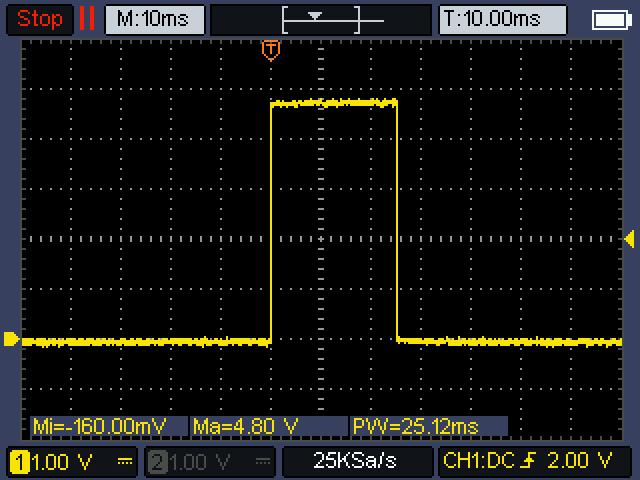 Stop M:10ms T:10.00ms
T
Mi=-160.00mV Ma=4.80 V PW=25.12ms
1 1.00 V 2 1.00 V 25KSa/s CH1:DC 2.00 V